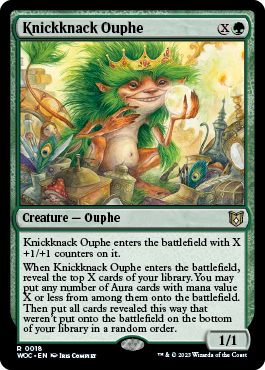 Knickknack Ouphe X
Creature — Ouphe
Knickknack Ouphe enters the battlefield with X
+1/+1 counters on it.
When Knickknack Ouphe enters the battlefield,
reveal the top X cards of your library. You may
put any number of Aura cards with mana value
X or less from among them onto the battlefield.
Then put all cards revealed this way that
weren't put onto the battlefield on the bottom
of your library in a random order.
1/1
R 0018
WOC • EN Iris Compiet
™ & © 2023 Wizards of the Coast